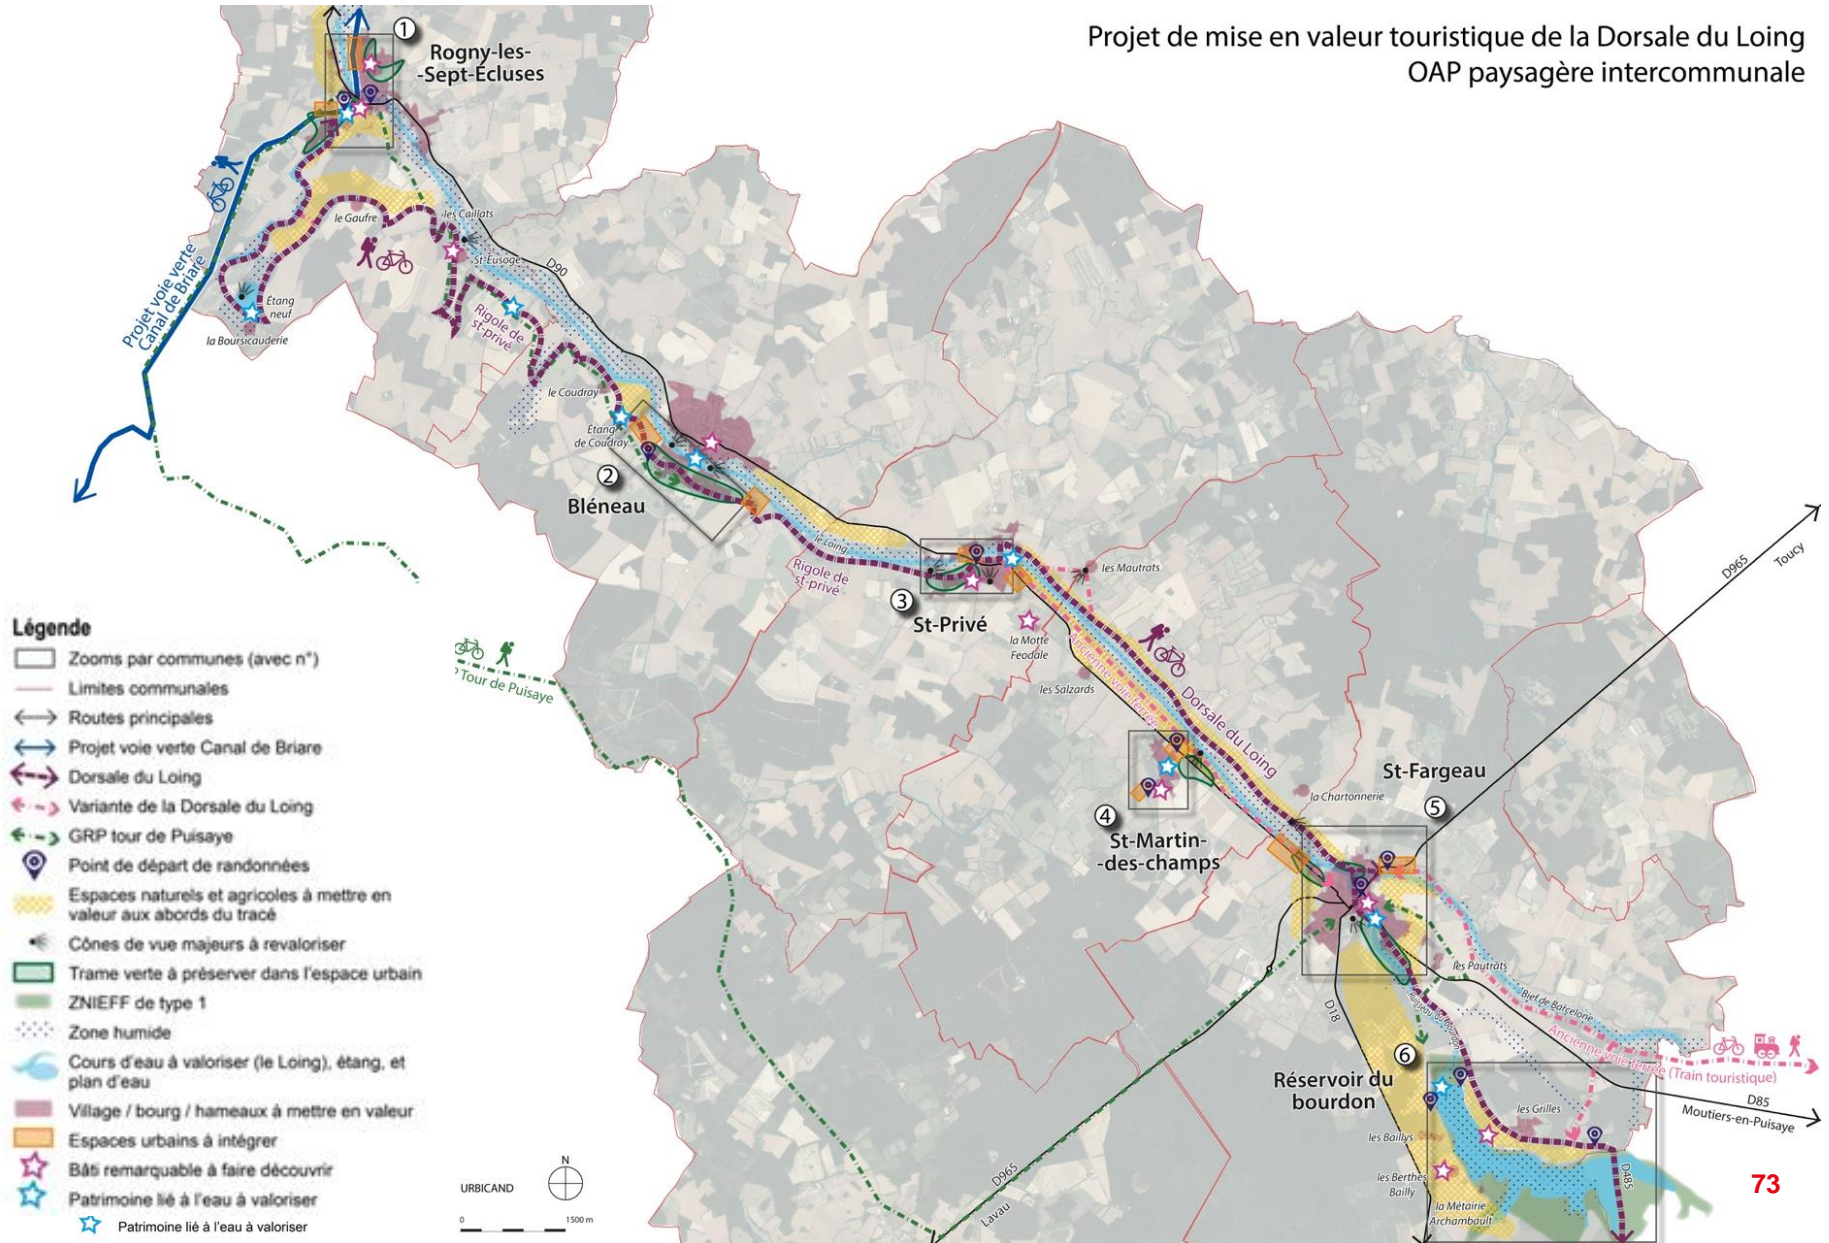 Projet de mise en valeur touristique de la Dorsale du Loing
OAP paysagère intercommunale
1
Rogny-les-
-Sept-Écluses
le Gaufre
les Caillats
St-Eusoge
D90
Projet voie verte
Canal de Briare
Étang
neuf
la Boursicauderie
Rigole de
st-privé
le Coudray
Étang
de Coudray
2
Bléneau
le Loing
Rigole de
st-privé
3
St-Privé
les Mautrats
la Motte
Feodale
les Salzards
Ancienne voie ferrée
Dorsale du Loing
D965
Toucy
4
St-Martin-
-des-champs
la Chartonnerie
St-Fargeau
5
les Pautrats
Bief de Barcelone
Ancienne voie ferrée (Train touristique)
D18
6
Réservoir du
bourdon
les Grilles
D85
Moutiers-en-Puisaye
les Baillys
les Berthes
Bailly
la Métairie
Archambault
D485
D965
Lavau
Tour de Puisaye
Légende
Zooms par communes (avec n°)
Limites communales
Routes principales
Projet voie verte Canal de Briare
Dorsale du Loing
Variante de la Dorsale du Loing
GRP tour de Puisaye
Point de départ de randonnées
Espaces naturels et agricoles à mettre en
valeur aux abords du tracé
Cônes de vue majeurs à revaloriser
Trame verte à préserver dans l'espace urbain
ZNIEFF de type 1
Zone humide
Cours d'eau à valoriser (le Loing), étang, et
plan d'eau
Village / bourg / hameaux à mettre en valeur
Espaces urbains à intégrer
Bâti remarquable à faire découvrir
Patrimoine lié à l'eau à valoriser
Patrimoine lié à l'eau à valoriser
URBICAND
N
0 1500 m
73